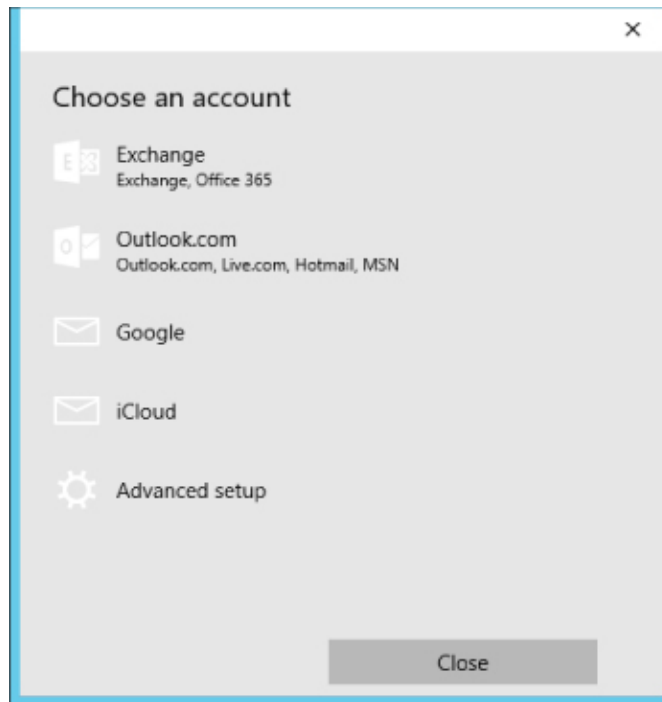 Choose an account
Exchange
Exchange, Office 365
Outlook.com
Outlook.com, Live.com, Hotmail, MSN
Google
iCloud
Advanced setup
Close